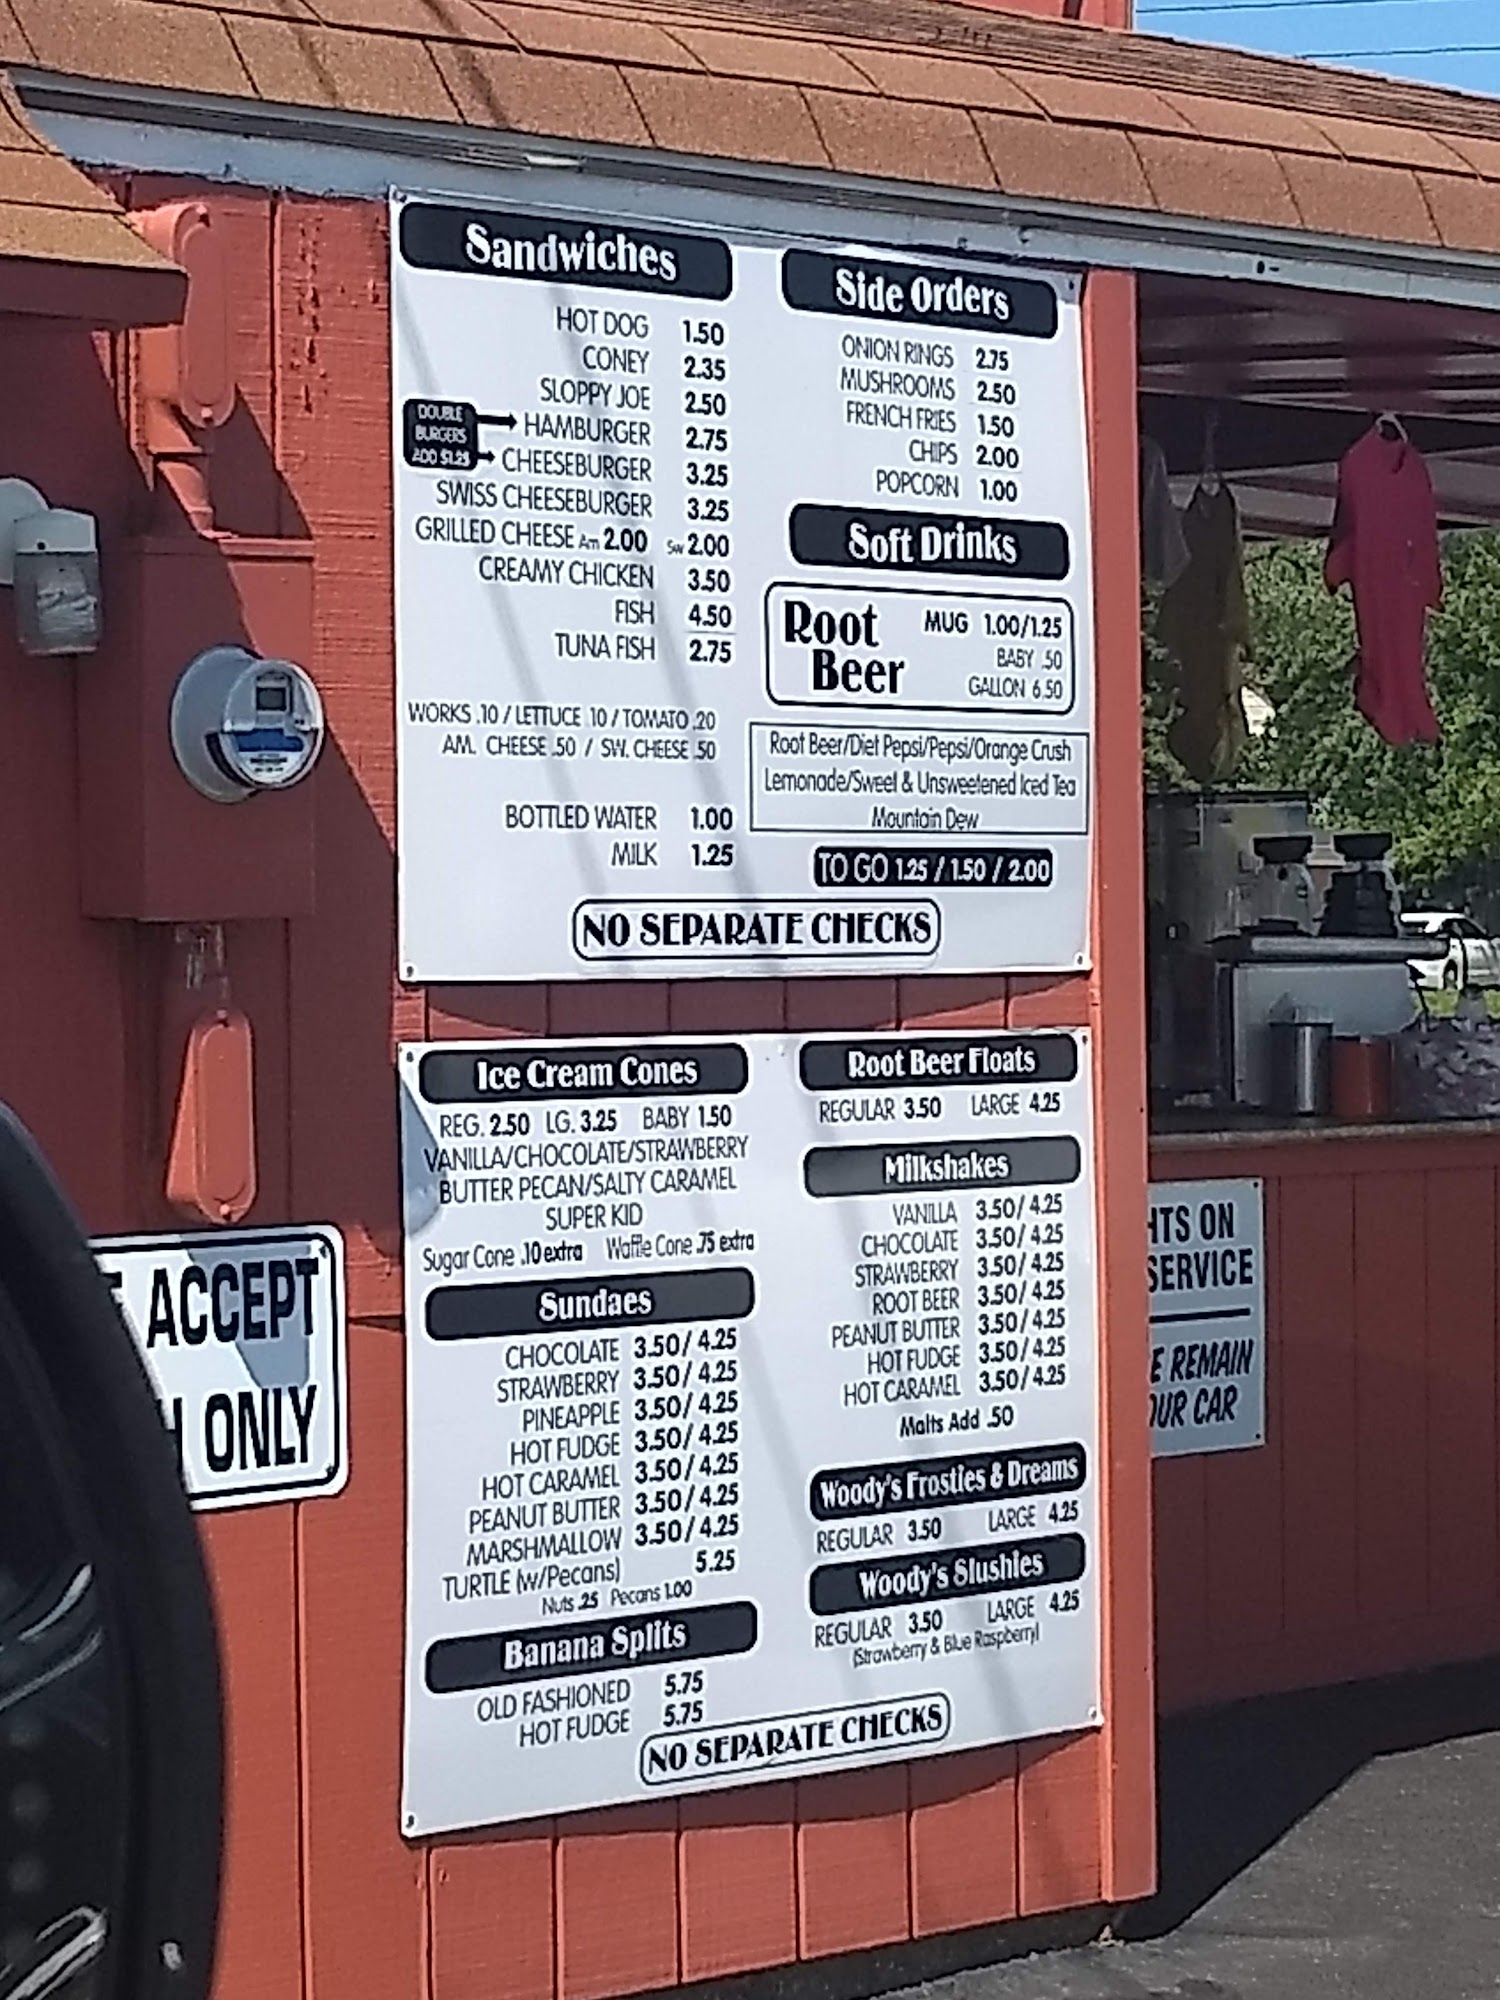 Sandwiches
HOT DOG 1.50
CONEY 2.35
SLOPPY JOE 2.50
DOUBLE
BURGERS
ADD $1.25
HAMBURGER 2.75
CHEESEBURGER 3.25
SWISS CHEESEBURGER 3.25
GRILLED CHEESE Am 2.00 Sw 2.00
CREAMY CHICKEN 3.50
FISH 4.50
TUNA FISH 2.75
WORKS .10 / LETTUCE .10 / TOMATO .20
AM. CHEESE .50 / SW. CHEESE .50
BOTTLED WATER 1.00
MILK 1.25
Side Orders
ONION RINGS 2.75
MUSHROOMS 2.50
FRENCH FRIES 1.50
CHIPS 2.00
POPCORN 1.00
Soft Drinks
Root
Beer
MUG 1.00/1.25
BABY .50
GALLON 6.50
Root Beer/Diet Pepsi/Pepsi/Orange Crush
Lemonade/Sweet & Unsweetened Iced Tea
Mountain Dew
TO GO 1.25 / 1.50 / 2.00
NO SEPARATE CHECKS
Ice Cream Cones
REG. 2.50 LG. 3.25 BABY 1.50
VANILLA/CHOCOLATE/STRAWBERRY
BUTTER PECAN/SALTY CARAMEL
SUPER KID
Sugar Cone .10 extra Waffle Cone .75 extra
Sundaes
CHOCOLATE 3.50/4.25
STRAWBERRY 3.50/4.25
PINEAPPLE 3.50/4.25
HOT FUDGE 3.50/4.25
HOT CARAMEL 3.50/4.25
PEANUT BUTTER 3.50/4.25
MARSHMALLOW 3.50/4.25
TURTLE (w/Pecans) 5.25
Nuts .25 Pecans 1.00
Banana Splits
OLD FASHIONED 5.75
HOT FUDGE 5.75
Root Beer Floats
REGULAR 3.50 LARGE 4.25
Milkshakes
VANILLA 3.50/4.25
CHOCOLATE 3.50/4.25
STRAWBERRY 3.50/4.25
ROOT BEER 3.50/4.25
PEANUT BUTTER 3.50/4.25
HOT FUDGE 3.50/4.25
HOT CARAMEL 3.50/4.25
Malts Add .50
Woody's Frosties & Dreams
REGULAR 3.50 LARGE 4.25
Woody's Slushies
REGULAR 3.50 LARGE 4.25
(Strawberry & Blue Raspberry)
NO SEPARATE CHECKS
ACCEPT
ONLY
HTS ON
SERVICE
E REMAIN
OUR CAR